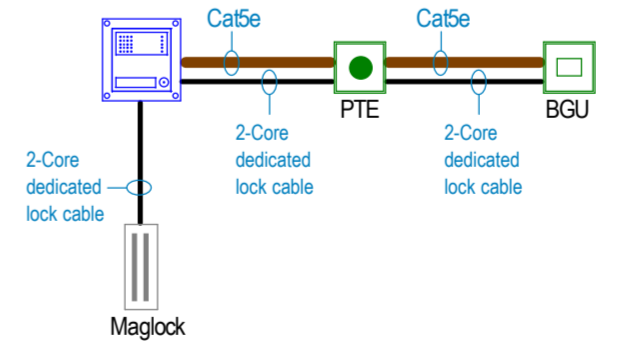 Cat5e
Cat5e
PTE
BGU
2-Core
dedicated
lock cable
2-Core
dedicated
lock cable
2-Core
dedicated
lock cable
Maglock